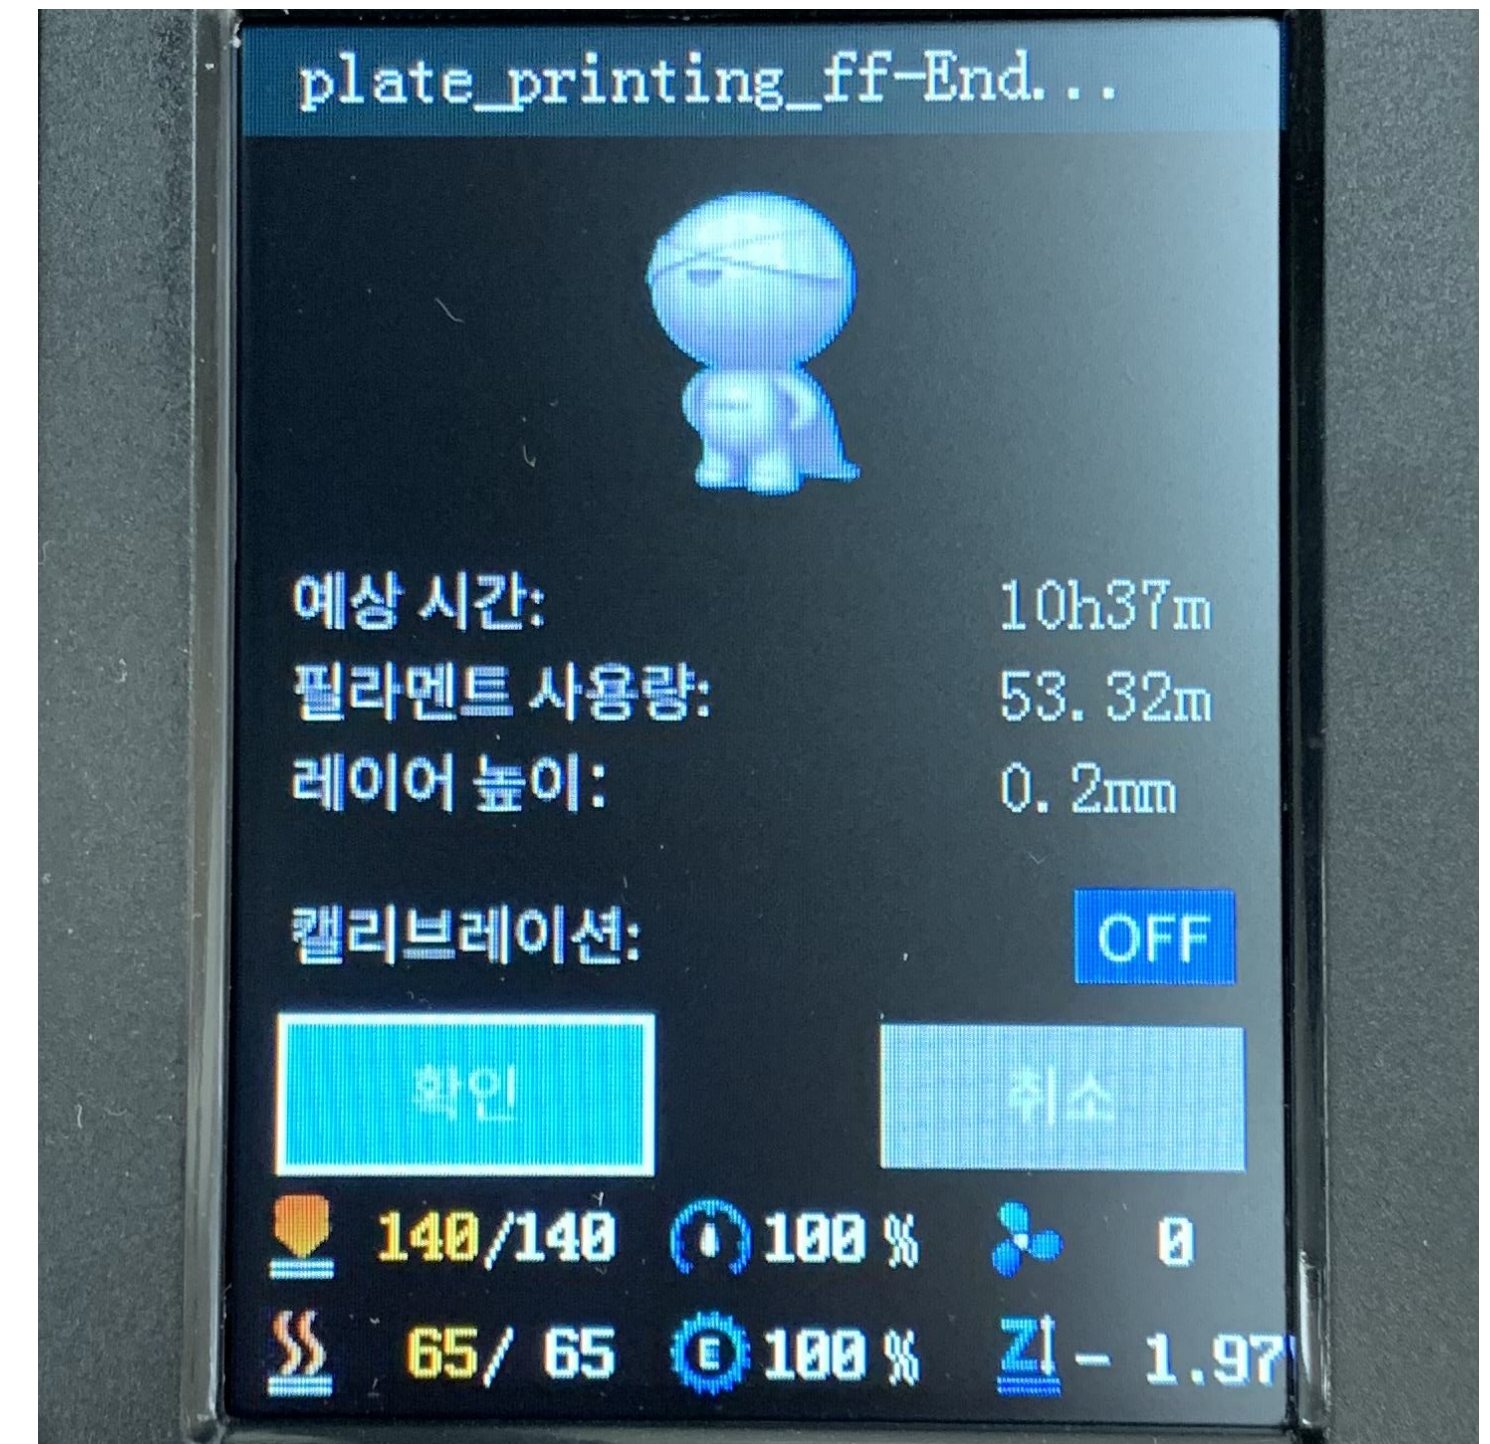 plate_printing_ff-End...
예상 시간: 10h37m
필라멘트 사용량: 53.32m
레이어 높이: 0.2mm
캘리브레이션: OFF
확인 취소
140/140 100 % 0
65/ 65 E 100 % Z - 1.97